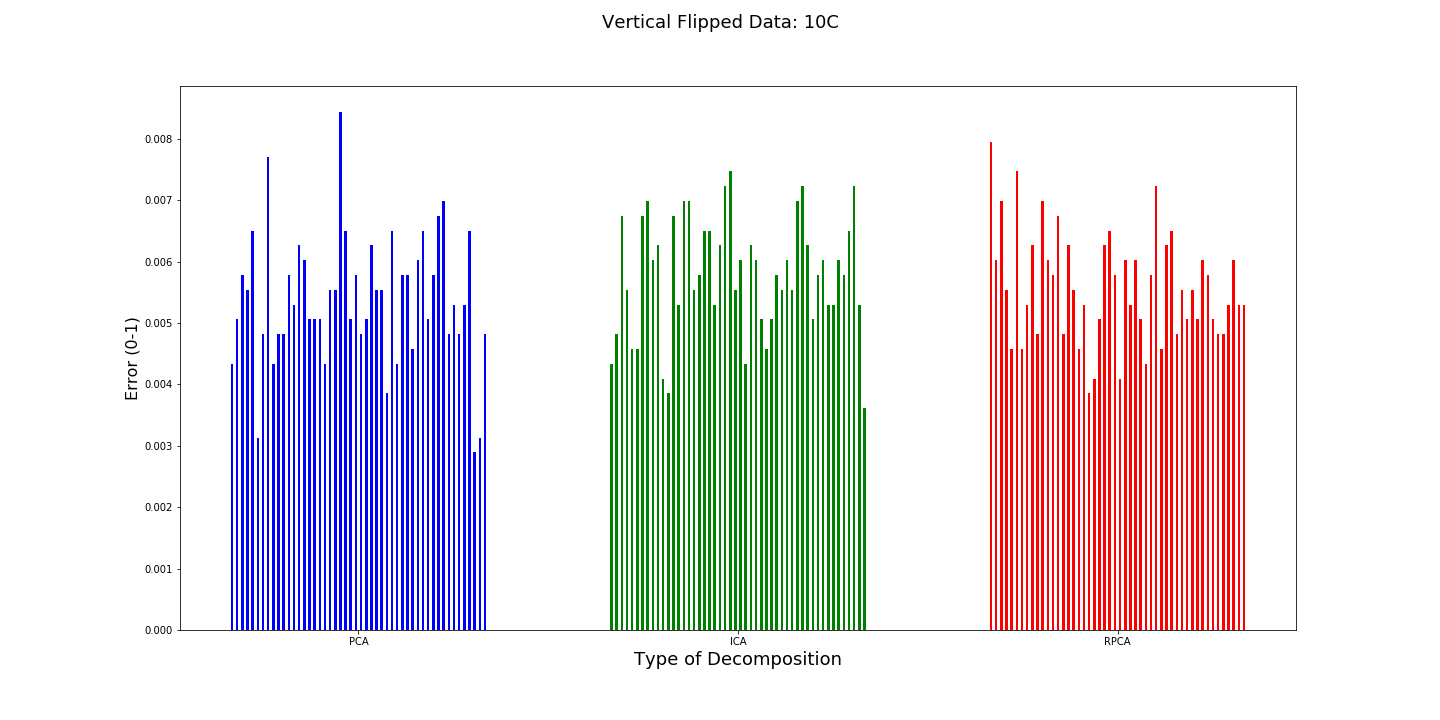 Vertical Flipped Data: 10C
0.008
0.007
0.006
0.005
0.004
0.003
0.002
0.001
0.000
Error (0-1)
PCA ICA RPCA
Type of Decomposition